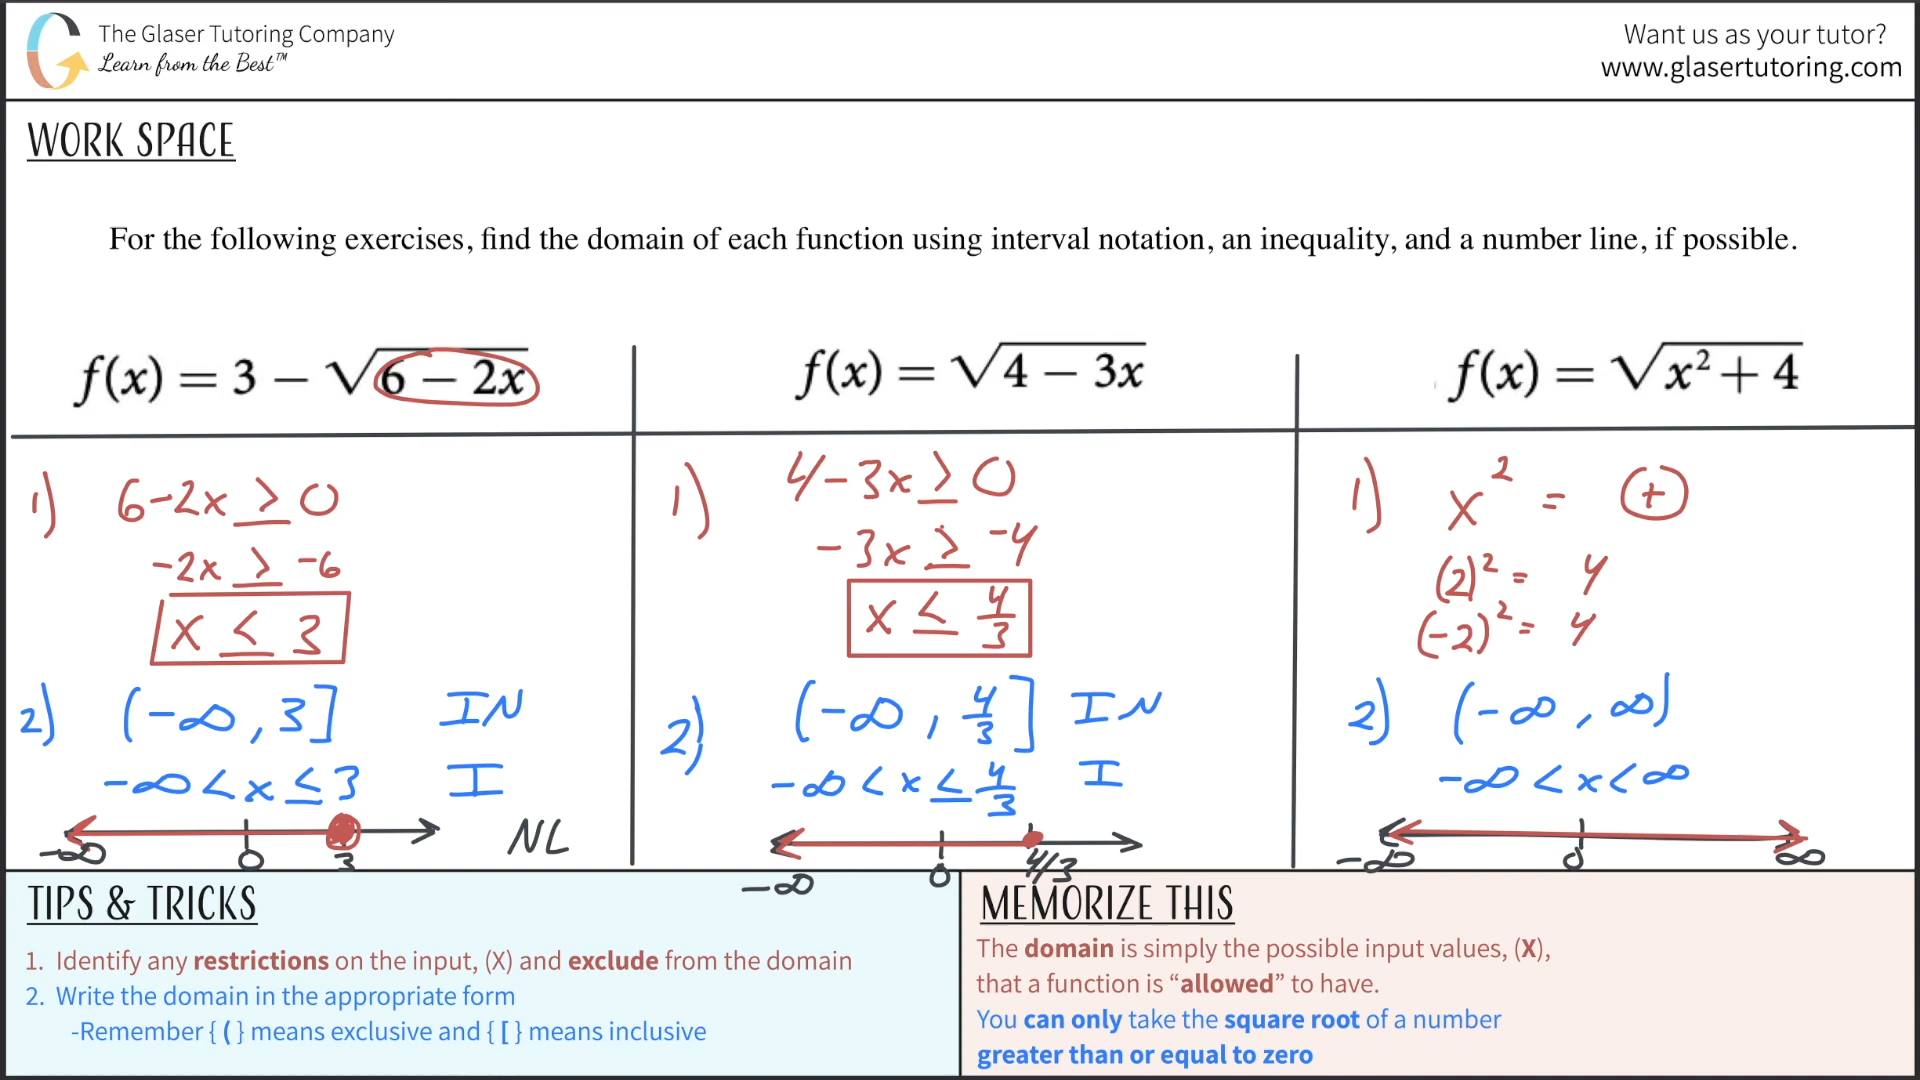 The Glaser Tutoring Company
Learn from the Best™
Want us as your tutor?
www.glasertutoring.com
WORK SPACE
For the following exercises, find the domain of each function using interval notation, an inequality, and a number line, if possible.
f(x) = 3 − √(6 − 2x)
1) 6-2x ≥ 0
-2x ≥ -6
x ≤ 3
2) (-∞, 3] IN
-∞ < x ≤ 3 I
-∞ 0 3 NL
f(x) = √(4 − 3x)
1) 4-3x ≥ 0
-3x ≥ -4
x ≤ 4/3
2) (-∞, 4/3] IN
-∞ < x ≤ 4/3 I
-∞ 0 4/3
f(x) = √(x² + 4)
1) x² = (+)
(2)² = 4
(-2)² = 4
2) (-∞, ∞)
-∞ < x < ∞
-∞ 0 ∞
TIPS & TRICKS
1. Identify any restrictions on the input, (X) and exclude from the domain
2. Write the domain in the appropriate form
-Remember { ( } means exclusive and { [ } means inclusive
MEMORIZE THIS
The domain is simply the possible input values, (X),
that a function is “allowed” to have.
You can only take the square root of a number
greater than or equal to zero